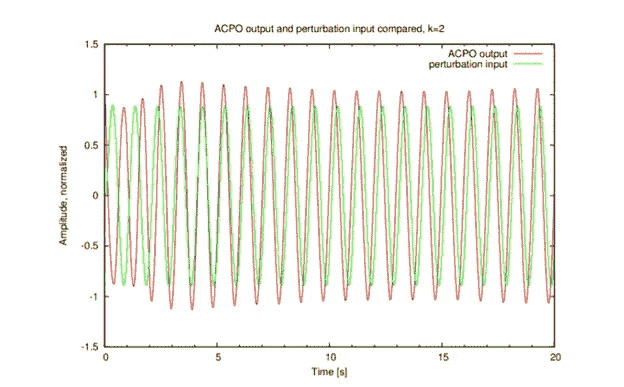 ACPO output and perturbation input compared, k=2
1.5
ACPO output
perturbation input
1
0.5
0
-0.5
-1
-1.5
Amplitude, normalized
0 5 10 15 20
Time [s]